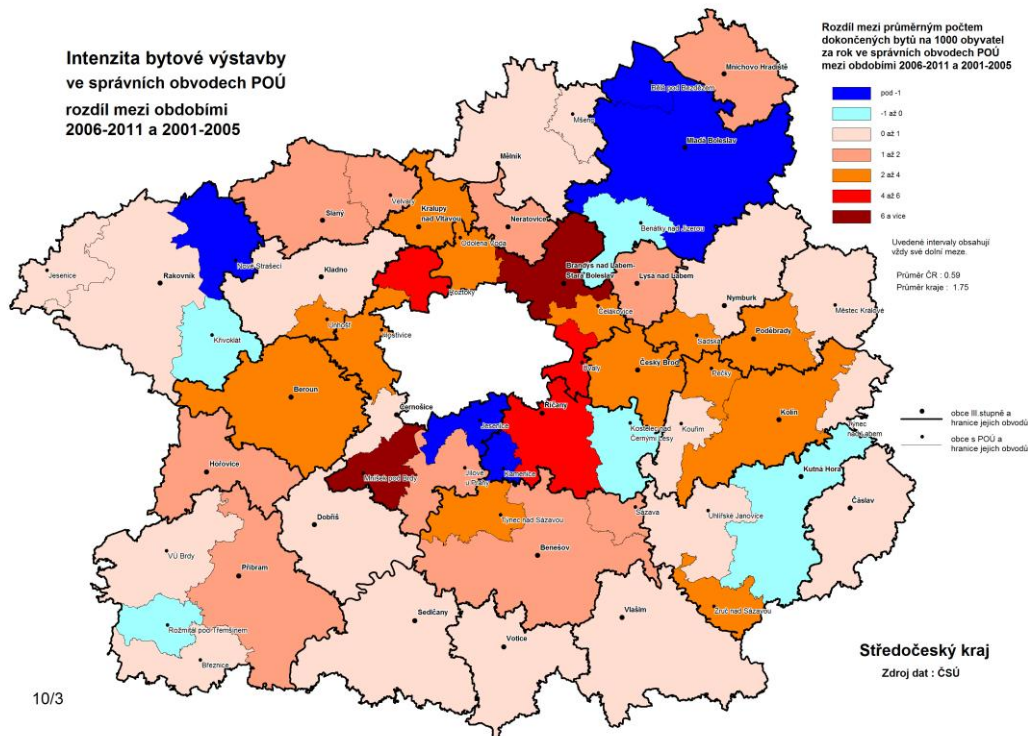 Intenzita bytové výstavby
ve správních obvodech POÚ
rozdíl mezi obdobími
2006-2011 a 2001-2005
Rozdíl mezi průměrným počtem
dokončených bytů na 1000 obyvatel
za rok ve správních obvodech POÚ
mezi obdobími 2006-2011 a 2001-2005
pod -1
-1 až 0
0 až 1
1 až 2
2 až 4
4 až 6
6 a více
Uvedené intervaly obsahují
vždy své dolní meze.
Průměr ČR : 0.59
Průměr kraje : 1.75
obce III.stupně a
hranice jejich obvodů
obce s POÚ a
hranice jejich obvodů
Mnichovo Hradiště
Bělá pod Bezdězem
Mšeno
Mladá Boleslav
Mělník
Velvary
Slaný
Kralupy
nad Vltavou
Neratovice
Benátky nad Jizerou
Odolena Voda
Nové Strašecí
Jesenice
Rakovník
Kladno
Roztoky
Brandýs nad Labem-
Stará Boleslav
Lysá nad Labem
Nymburk
Městec Králové
Čelákovice
Křivoklát
Unhošť
Hostivice
Sadská
Poděbrady
Úvaly
Český Brod
Pečky
Beroun
Černošice
Říčany
Kolín
Jesenice
Kostelec nad
Černými Lesy
Kouřim
Týnec
nad Labem
Hořovice
Mníšek pod Brdy
Jílové
u Prahy
Kamenice
Kutná Hora
Čáslav
Týnec nad Sázavou
Sázava
Uhlířské Janovice
Dobříš
VÚ Brdy
Benešov
Příbram
Zruč nad Sázavou
Sedlčany
Vlašim
Rožmitál pod Třemšínem
Votice
Březnice
Středočeský kraj
Zdroj dat : ČSÚ
10/3